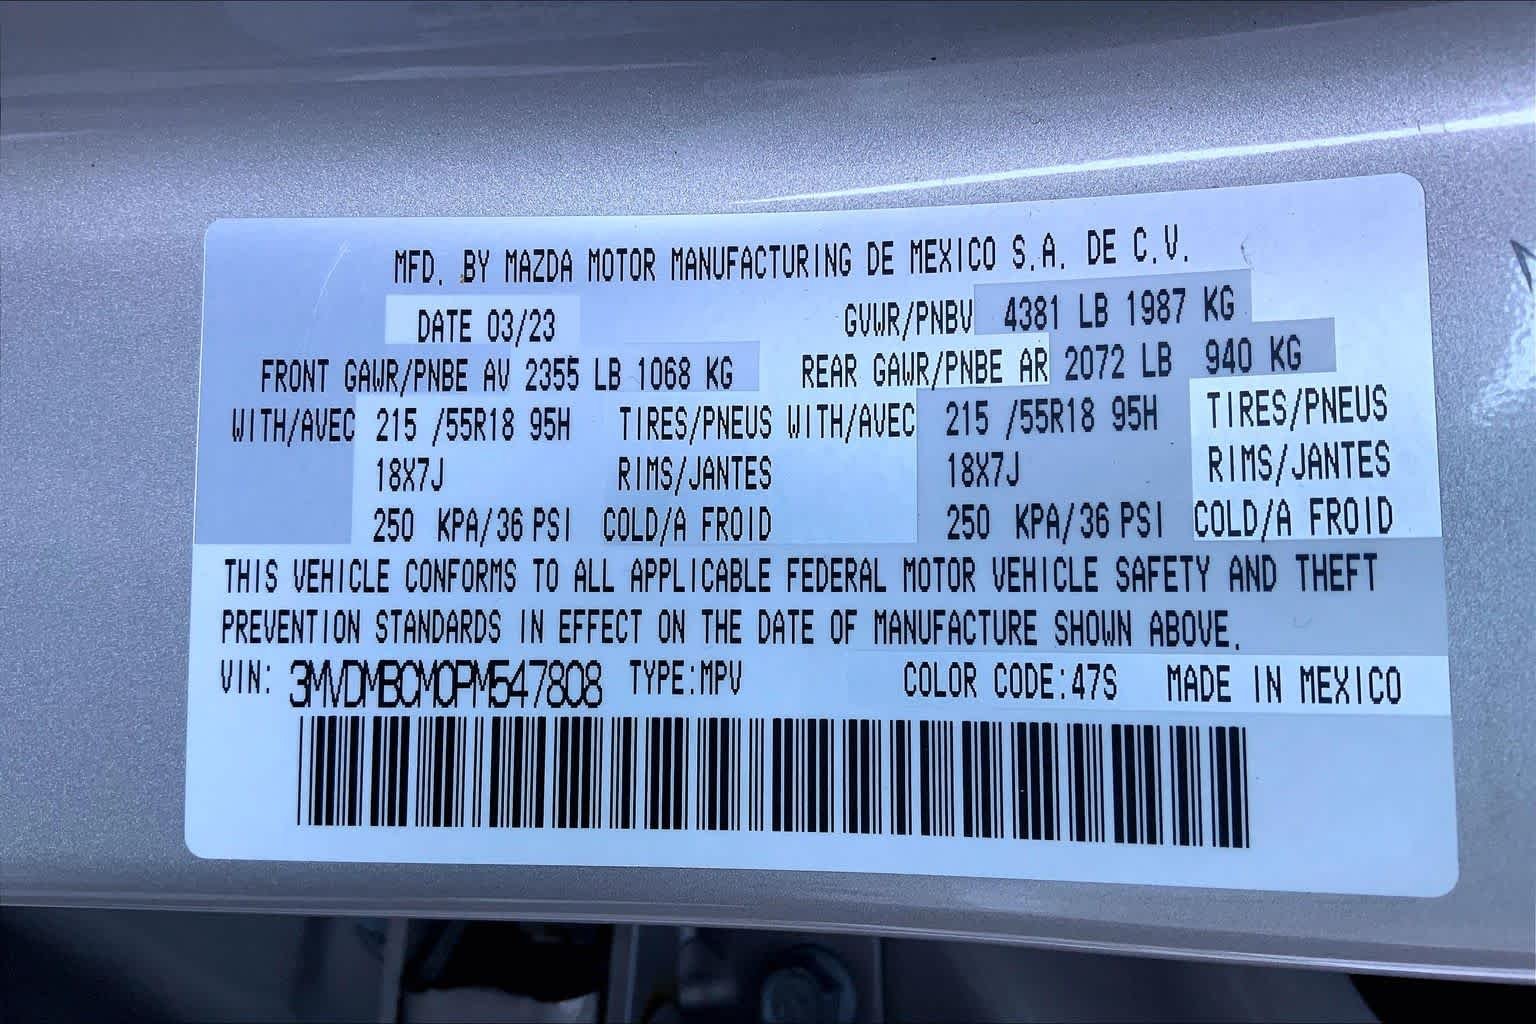 MFD. BY MAZDA MOTOR MANUFACTURING DE MEXICO S.A. DE C.V.
DATE 03/23 GVWR/PNBV 4381 LB 1987 KG
FRONT GAWR/PNBE AV 2355 LB 1068 KG REAR GAWR/PNBE AR 2072 LB 940 KG
WITH/AVEC 215 /55R18 95H TIRES/PNEUS WITH/AVEC 215 /55R18 95H TIRES/PNEUS
18X7J RIMS/JANTES 18X7J RIMS/JANTES
250 KPA/36 PSI COLD/A FROID 250 KPA/36 PSI COLD/A FROID
THIS VEHICLE CONFORMS TO ALL APPLICABLE FEDERAL MOTOR VEHICLE SAFETY AND THEFT
PREVENTION STANDARDS IN EFFECT ON THE DATE OF MANUFACTURE SHOWN ABOVE.
VIN: 3MVDMBCM0PM547808 TYPE:MPV COLOR CODE:47S MADE IN MEXICO